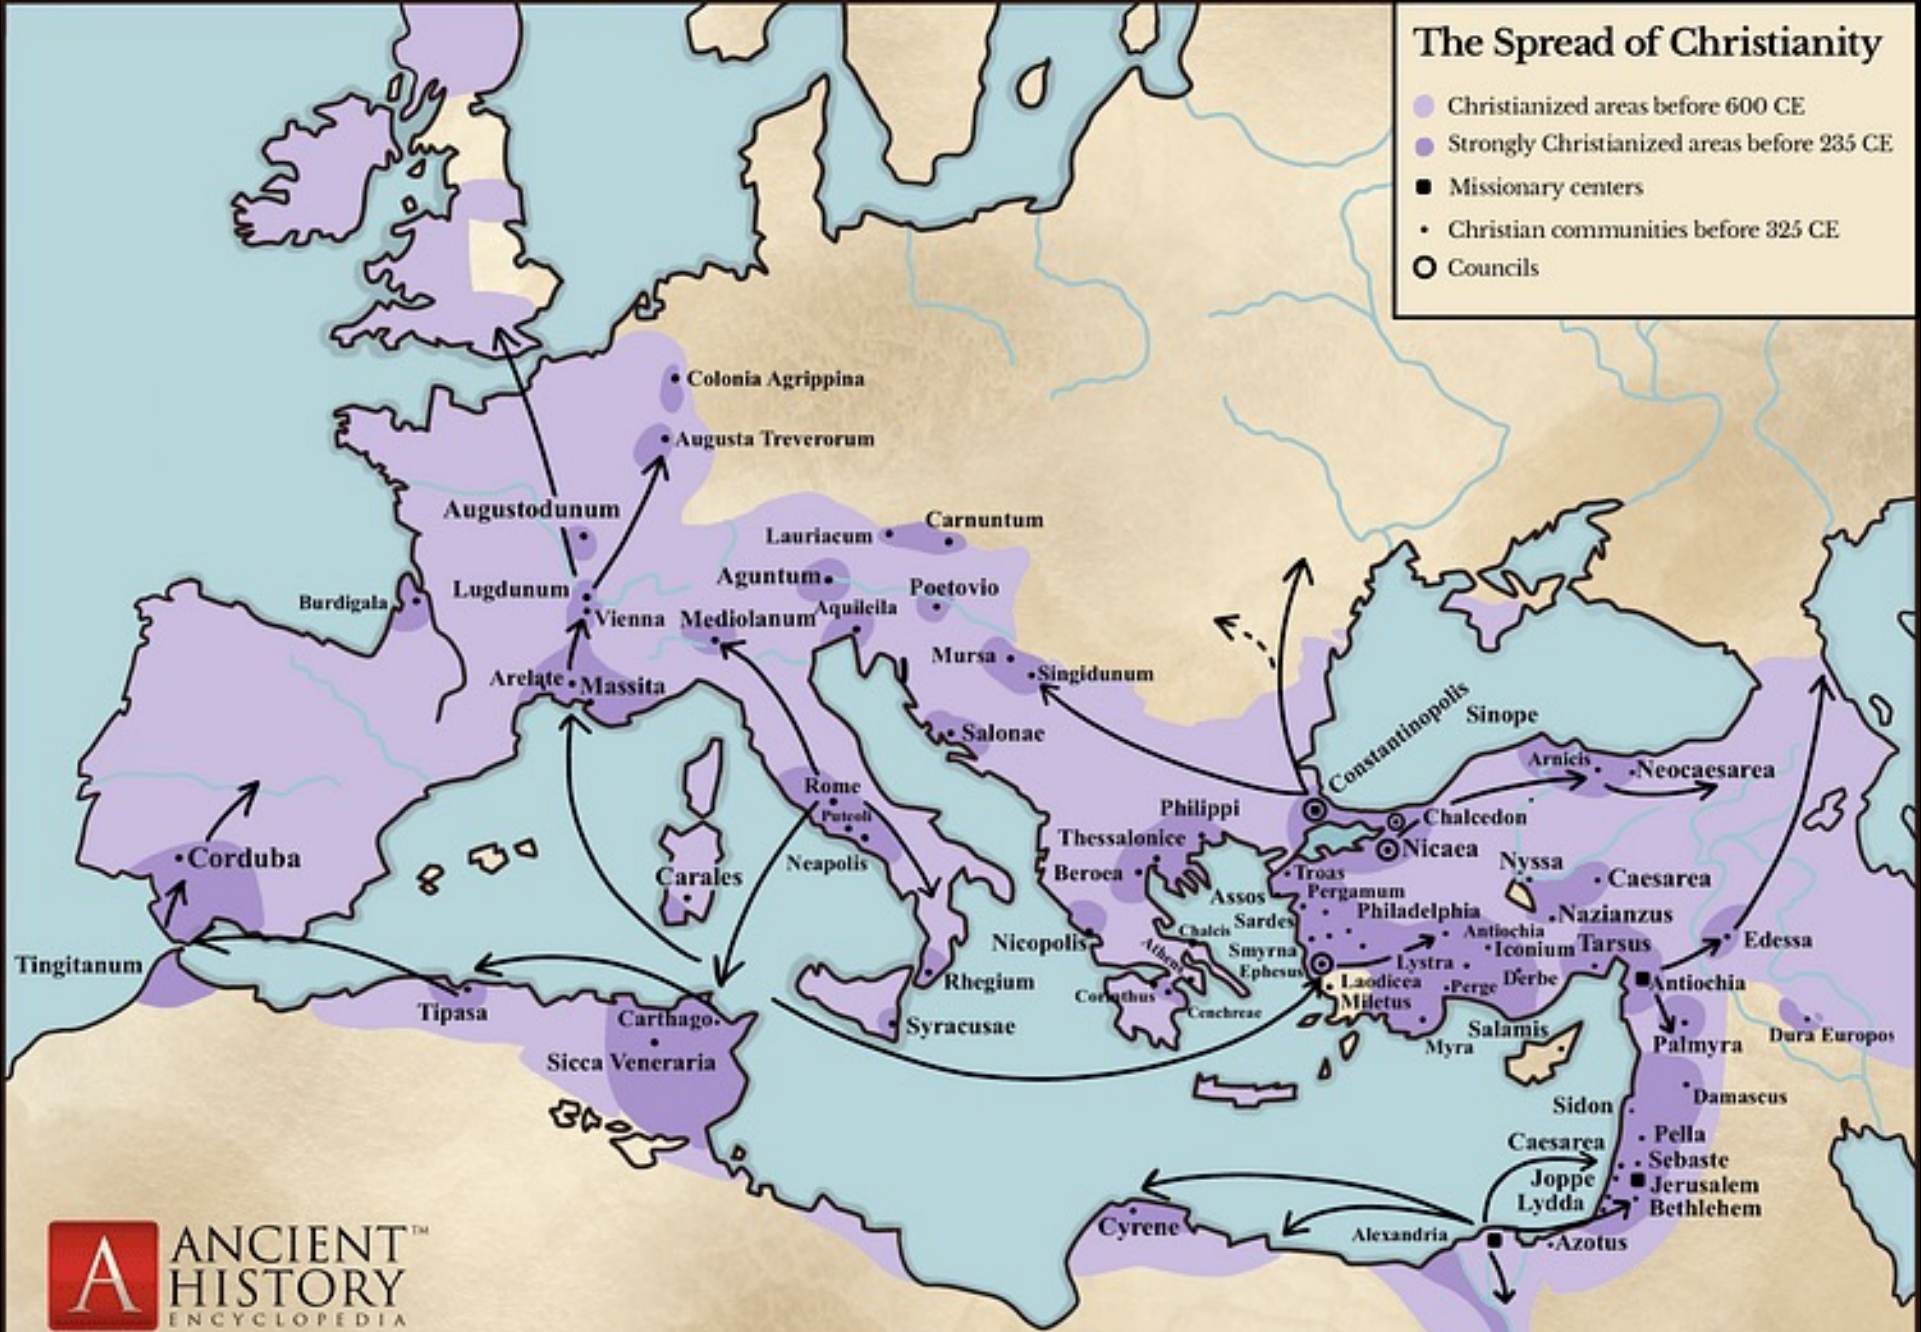 The Spread of Christianity
Christianized areas before 600 CE
Strongly Christianized areas before 235 CE
Missionary centers
Christian communities before 325 CE
Councils
Colonia Agrippina
Augusta Treverorum
Augustodunum
Carnuntum
Lauriacum
Aguntum
Poetovio
Lugdunum
Burdigala
Aquileila
Vienna
Mediolanum
Mursa
Singidunum
Arelate
Massita
Constantinopolis
Sinope
Salonae
Arnicis
Neocaesarea
Rome
Puteoli
Philippi
Chalcedon
Thessalonice
Nicaea
Corduba
Neapolis
Nyssa
Beroea
Troas
Carales
Caesarea
Pergamum
Assos
Philadelphia
Nazianzus
Sardes
Chalcis
Antiochia
Nicopolis
Athens
Smyrna
Iconium
Tarsus
Edessa
Tingitanum
Lystra
Ephesus
Rhegium
Derbe
Laodicea
Antiochia
Perge
Corinthus
Miletus
Tipasa
Cenchreae
Carthago
Syracusae
Salamis
Dura Europos
Myra
Palmyra
Sicca Veneraria
Damascus
Sidon
Pella
Caesarea
Sebaste
Joppe
Jerusalem
Lydda
Bethlehem
Cyrene
Alexandria
Azotus
A
ANCIENT™
HISTORY
ENCYCLOPEDIA